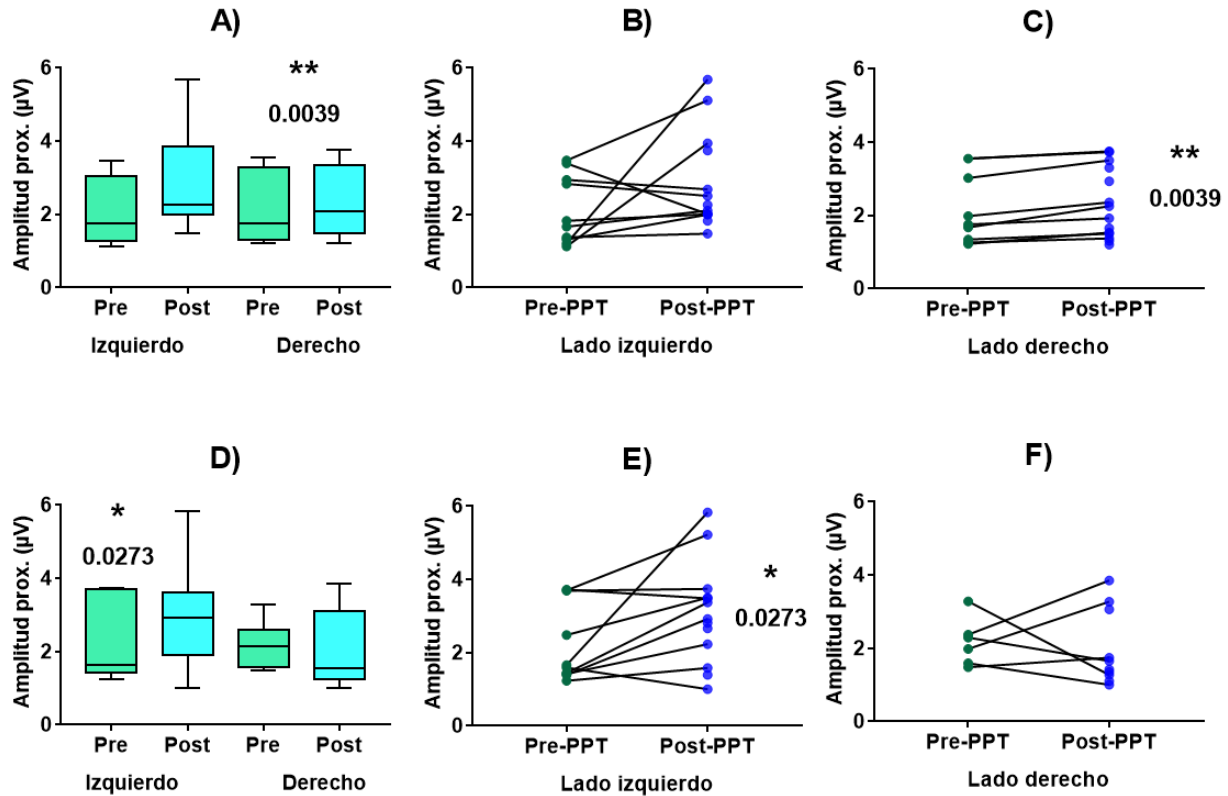 A)
Amplitud prox. (µV)
6
4
2
0
**
0.0039
Pre Post Pre Post
Izquierdo Derecho
B)
Amplitud prox. (µV)
6
4
2
0
Pre-PPT Post-PPT
Lado izquierdo
C)
Amplitud prox. (µV)
6
4
2
0
**
0.0039
Pre-PPT Post-PPT
Lado derecho
D)
Amplitud prox. (µV)
6
4
2
0
*
0.0273
Pre Post Pre Post
Izquierdo Derecho
E)
Amplitud prox. (µV)
6
4
2
0
*
0.0273
Pre-PPT Post-PPT
Lado izquierdo
F)
Amplitud prox. (µV)
6
4
2
0
Pre-PPT Post-PPT
Lado derecho